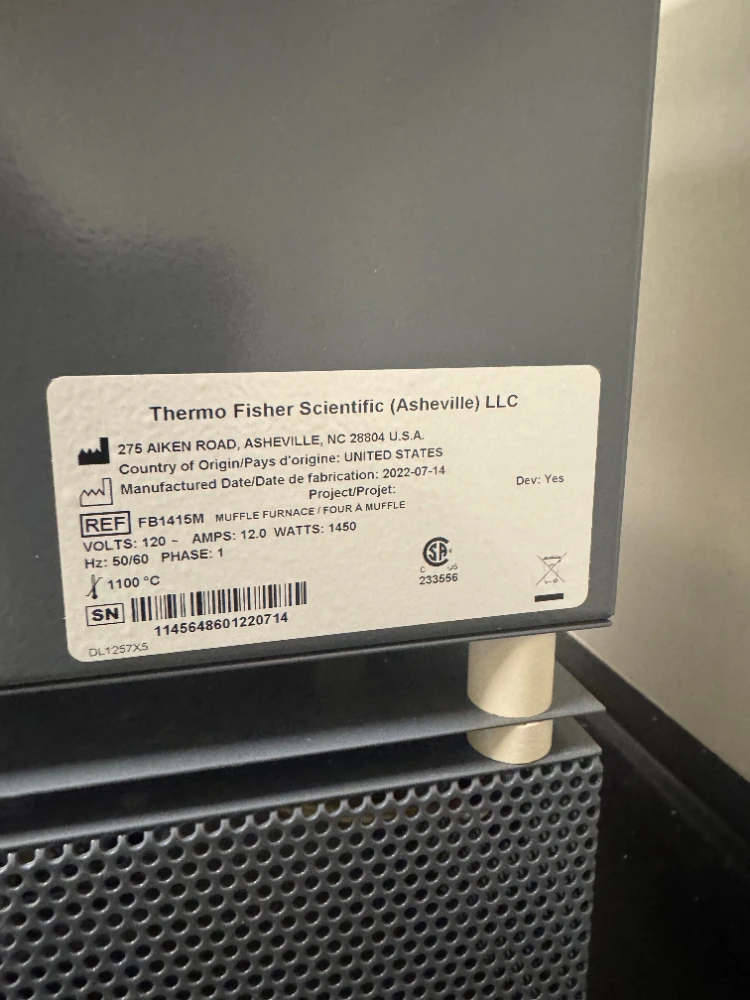 Thermo Fisher Scientific (Asheville) LLC
275 AIKEN ROAD, ASHEVILLE, NC 28804 U.S.A.
Country of Origin/Pays d'origine: UNITED STATES
Manufactured Date/Date de fabrication: 2022-07-14
Project/Projet:
Dev: Yes
REF FB1415M MUFFLE FURNACE / FOUR À MUFFLE
VOLTS: 120 ~ AMPS: 12.0 WATTS: 1450
Hz: 50/60 PHASE: 1
1100 °C
SA
C US
233556
SN
1145648601220714
DL1257X5